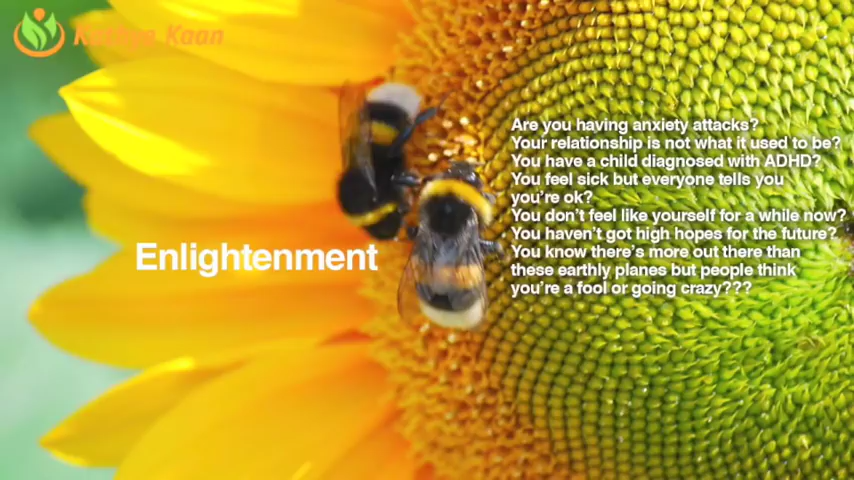 Kathya Kaan
Are you having anxiety attacks?
Your relationship is not what it used to be?
You have a child diagnosed with ADHD?
You feel sick but everyone tells you
you're ok?
You don't feel like yourself for a while now?
You haven't got high hopes for the future?
You know there's more out there than
these earthly planes but people think
you're a fool or going crazy???
Enlightenment